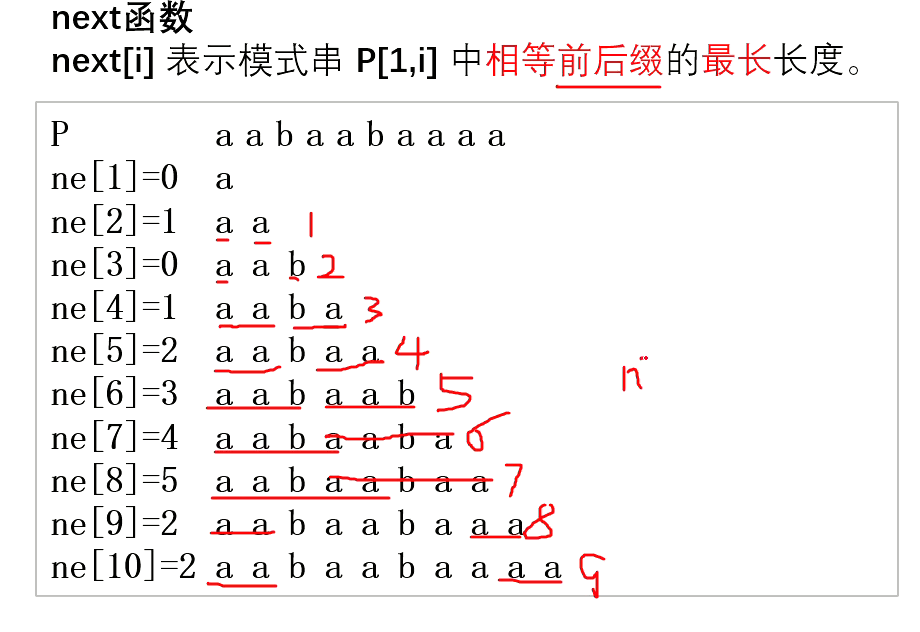 next函数
next[i] 表示模式串 P[1,i] 中相等前后缀的最长长度。
P a a b a a b a a a a
ne[1]=0 a
ne[2]=1 a a 1
ne[3]=0 a a b 2
ne[4]=1 a a b a 3
ne[5]=2 a a b a a 4
ne[6]=3 a a b a a b 5
ne[7]=4 a a b a a b a 6
ne[8]=5 a a b a a b a a 7
ne[9]=2 a a b a a b a a a 8
ne[10]=2 a a b a a b a a a a 9